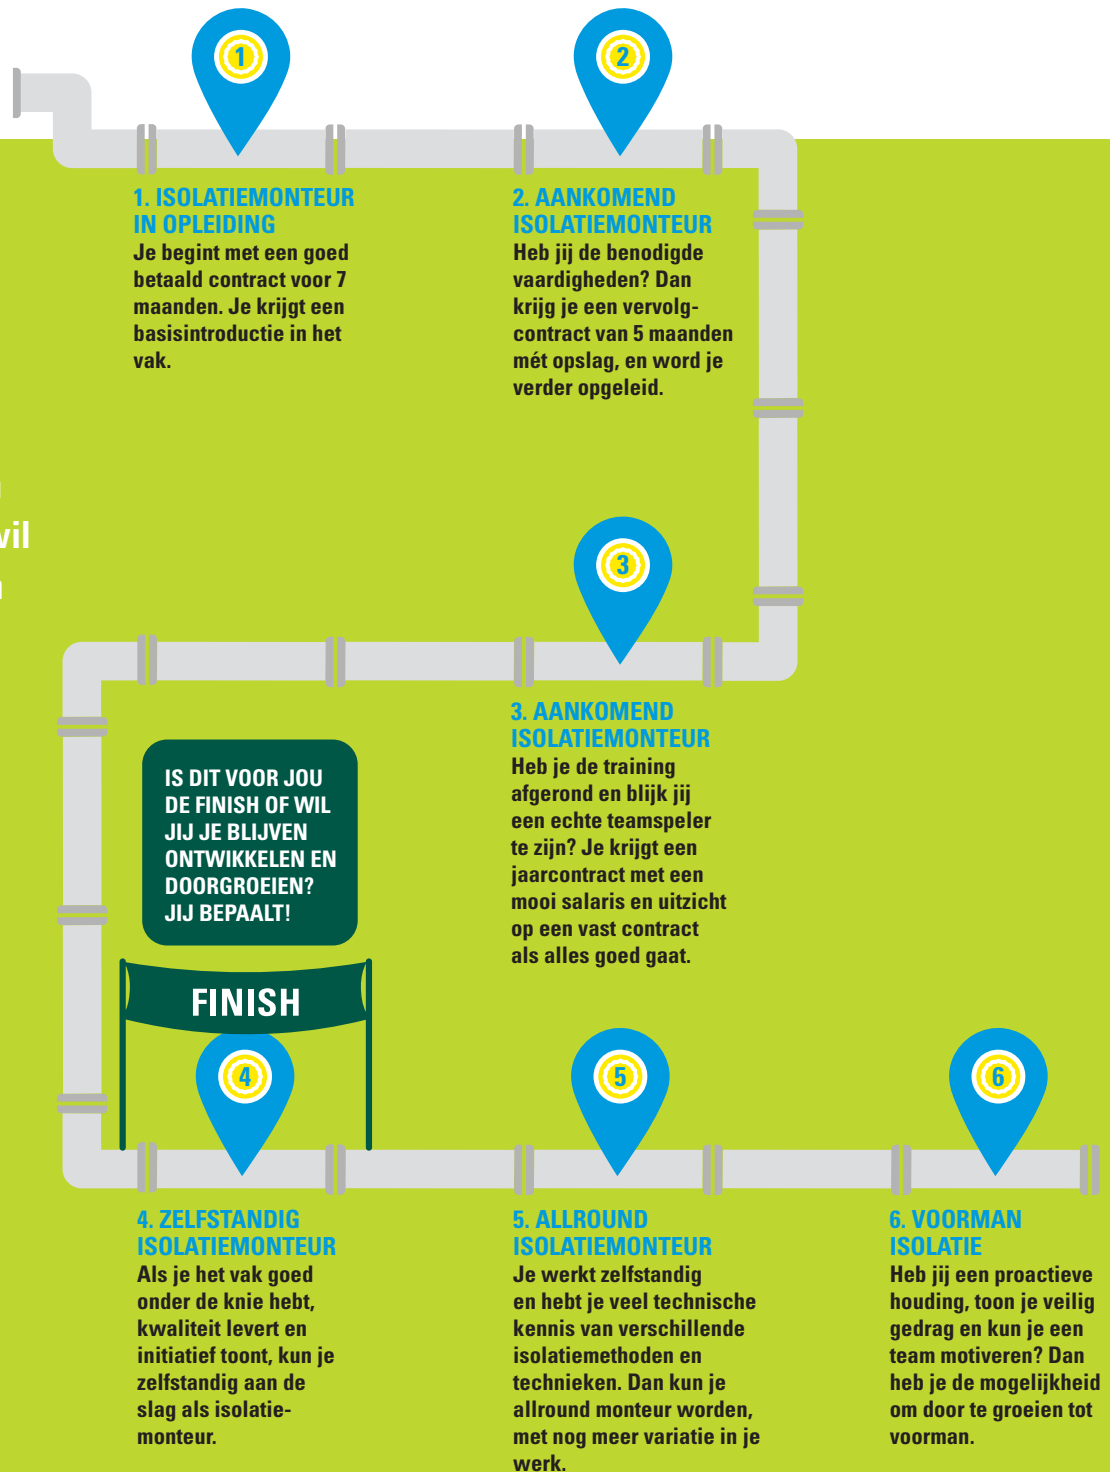 1
2
1. ISOLATIEMONTEUR
IN OPLEIDING
Je begint met een goed
betaald contract voor 7
maanden. Je krijgt een
basisintroductie in het
vak.
2. AANKOMEND
ISOLATIEMONTEUR
Heb jij de benodigde
vaardigheden? Dan
krijg je een vervolg-
contract van 5 maanden
mét opslag, en word je
verder opgeleid.
3
3. AANKOMEND
ISOLATIEMONTEUR
Heb je de training
afgerond en blijk jij
een echte teamspeler
te zijn? Je krijgt een
jaarcontract met een
mooi salaris en uitzicht
op een vast contract
als alles goed gaat.
IS DIT VOOR JOU
DE FINISH OF WIL
JIJ JE BLIJVEN
ONTWIKKELEN EN
DOORGROEIEN?
JIJ BEPAALT!
FINISH
4
5
6
4. ZELFSTANDIG
ISOLATIEMONTEUR
Als je het vak goed
onder de knie hebt,
kwaliteit levert en
initiatief toont, kun je
zelfstandig aan de
slag als isolatie-
monteur.
5. ALLROUND
ISOLATIEMONTEUR
Je werkt zelfstandig
en hebt je veel technische
kennis van verschillende
isolatiemethoden en
technieken. Dan kun je
allround monteur worden,
met nog meer variatie in je
werk.
6. VOORMAN
ISOLATIE
Heb jij een proactieve
houding, toon je veilig
gedrag en kun je een
team motiveren? Dan
heb je de mogelijkheid
om door te groeien tot
voorman.